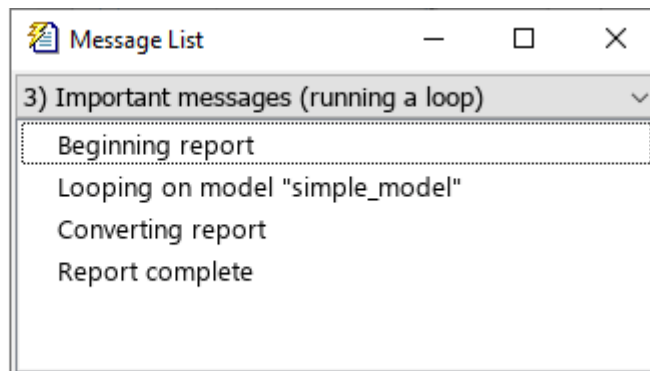 Message List
3) Important messages (running a loop)
Beginning report
Looping on model "simple_model"
Converting report
Report complete